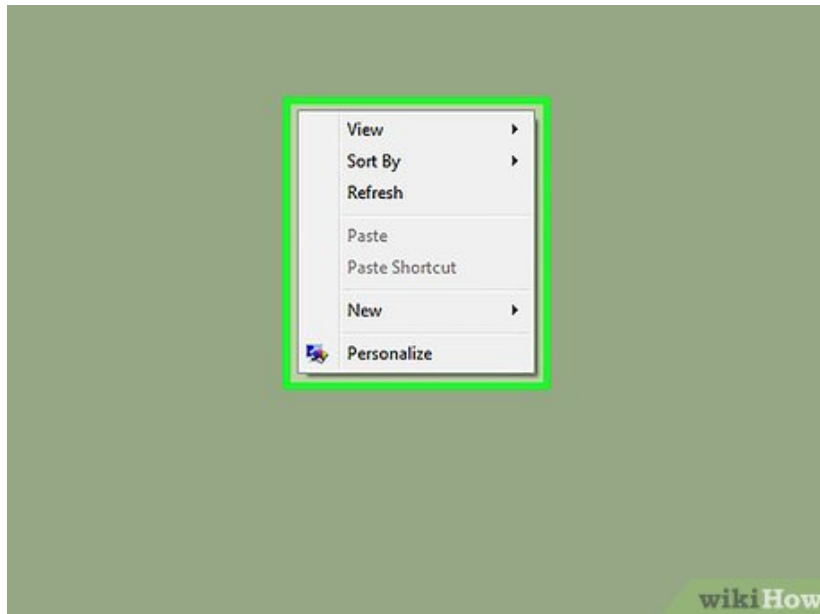 View
Sort By
Refresh
Paste
Paste Shortcut
New
Personalize
wikiHow